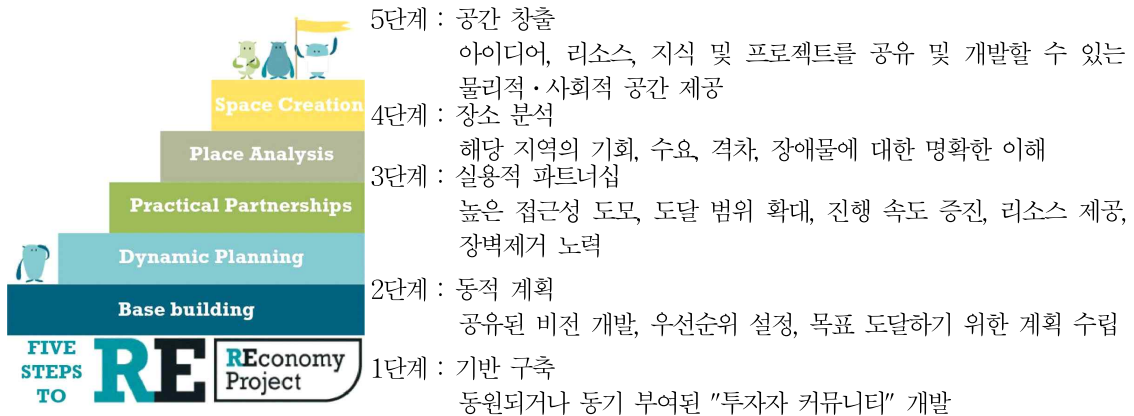 Space Creation
Place Analysis
Practical Partnerships
Dynamic Planning
Base building
FIVE
STEPS
TO
RE
REconomy
Project
5단계 : 공간 창출
아이디어, 리소스, 지식 및 프로젝트를 공유 및 개발할 수 있는
물리적·사회적 공간 제공
4단계 : 장소 분석
해당 지역의 기회, 수요, 격차, 장애물에 대한 명확한 이해
3단계 : 실용적 파트너십
높은 접근성 도모, 도달 범위 확대, 진행 속도 증진, 리소스 제공,
장벽제거 노력
2단계 : 동적 계획
공유된 비전 개발, 우선순위 설정, 목표 도달하기 위한 계획 수립
1단계 : 기반 구축
동원되거나 동기 부여된 "투자자 커뮤니티" 개발